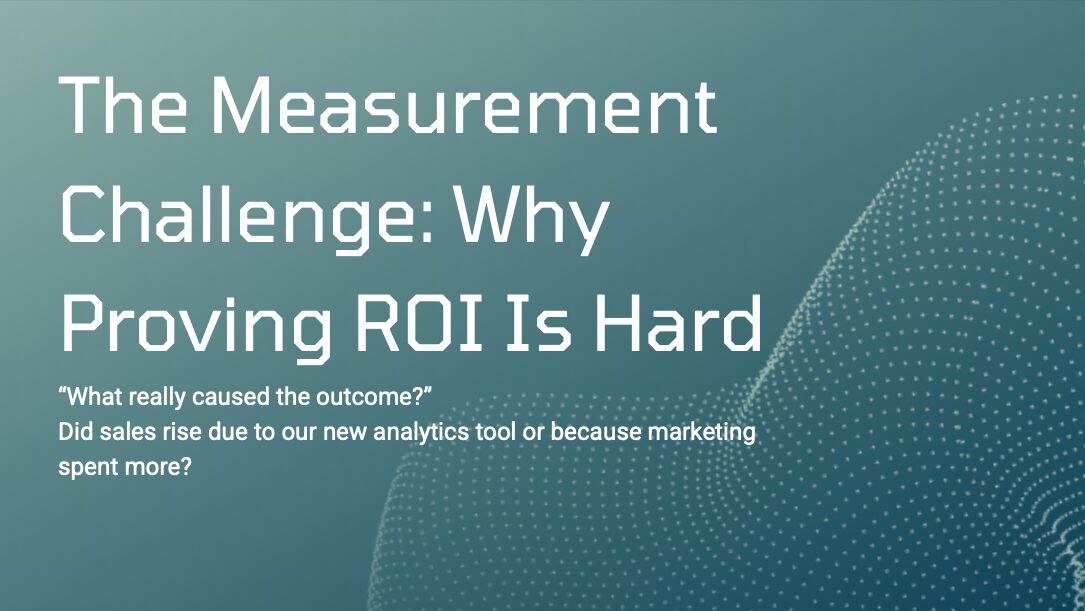 The Measurement
Challenge: Why
Proving ROI Is Hard
“What really caused the outcome?”
Did sales rise due to our new analytics tool or because marketing
spent more?